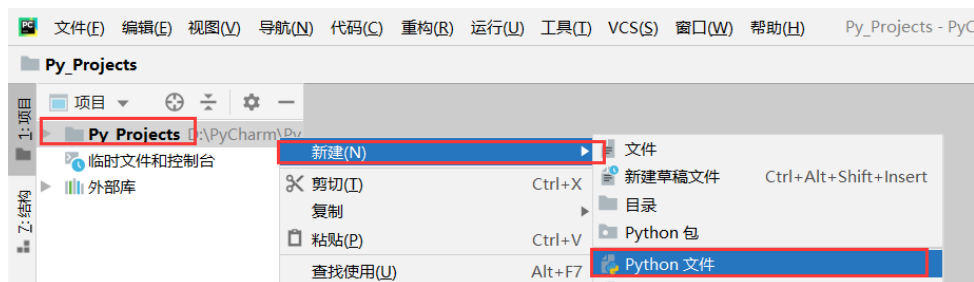 PC 文件(F) 编辑(E) 视图(V) 导航(N) 代码(C) 重构(R) 运行(U) 工具(T) VCS(S) 窗口(W) 帮助(H) Py_Projects - PyC
Py_Projects
1: 项目
项目
Py_Projects D:\PyCharm\Py
临时文件和控制台
外部库
Z: 结构
新建(N)
剪切(T) Ctrl+X
复制
粘贴(P) Ctrl+V
查找使用(U) Alt+F7
文件
新建草稿文件 Ctrl+Alt+Shift+Insert
目录
Python 包
Python 文件